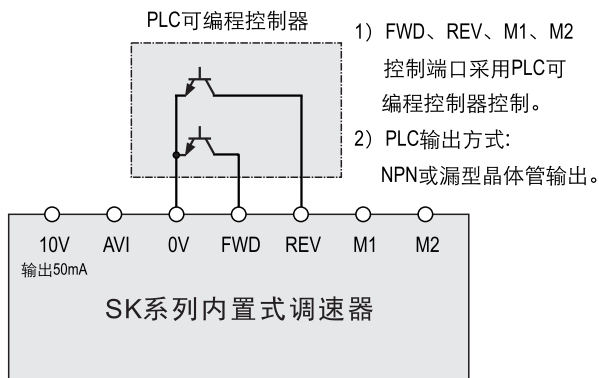 PLC可编程控制器
1）FWD、REV、M1、M2
控制端口采用PLC可
编程控制器控制。
2）PLC输出方式:
NPN或漏型晶体管输出。
10V AVI 0V FWD REV M1 M2
输出50mA
SK系列内置式调速器